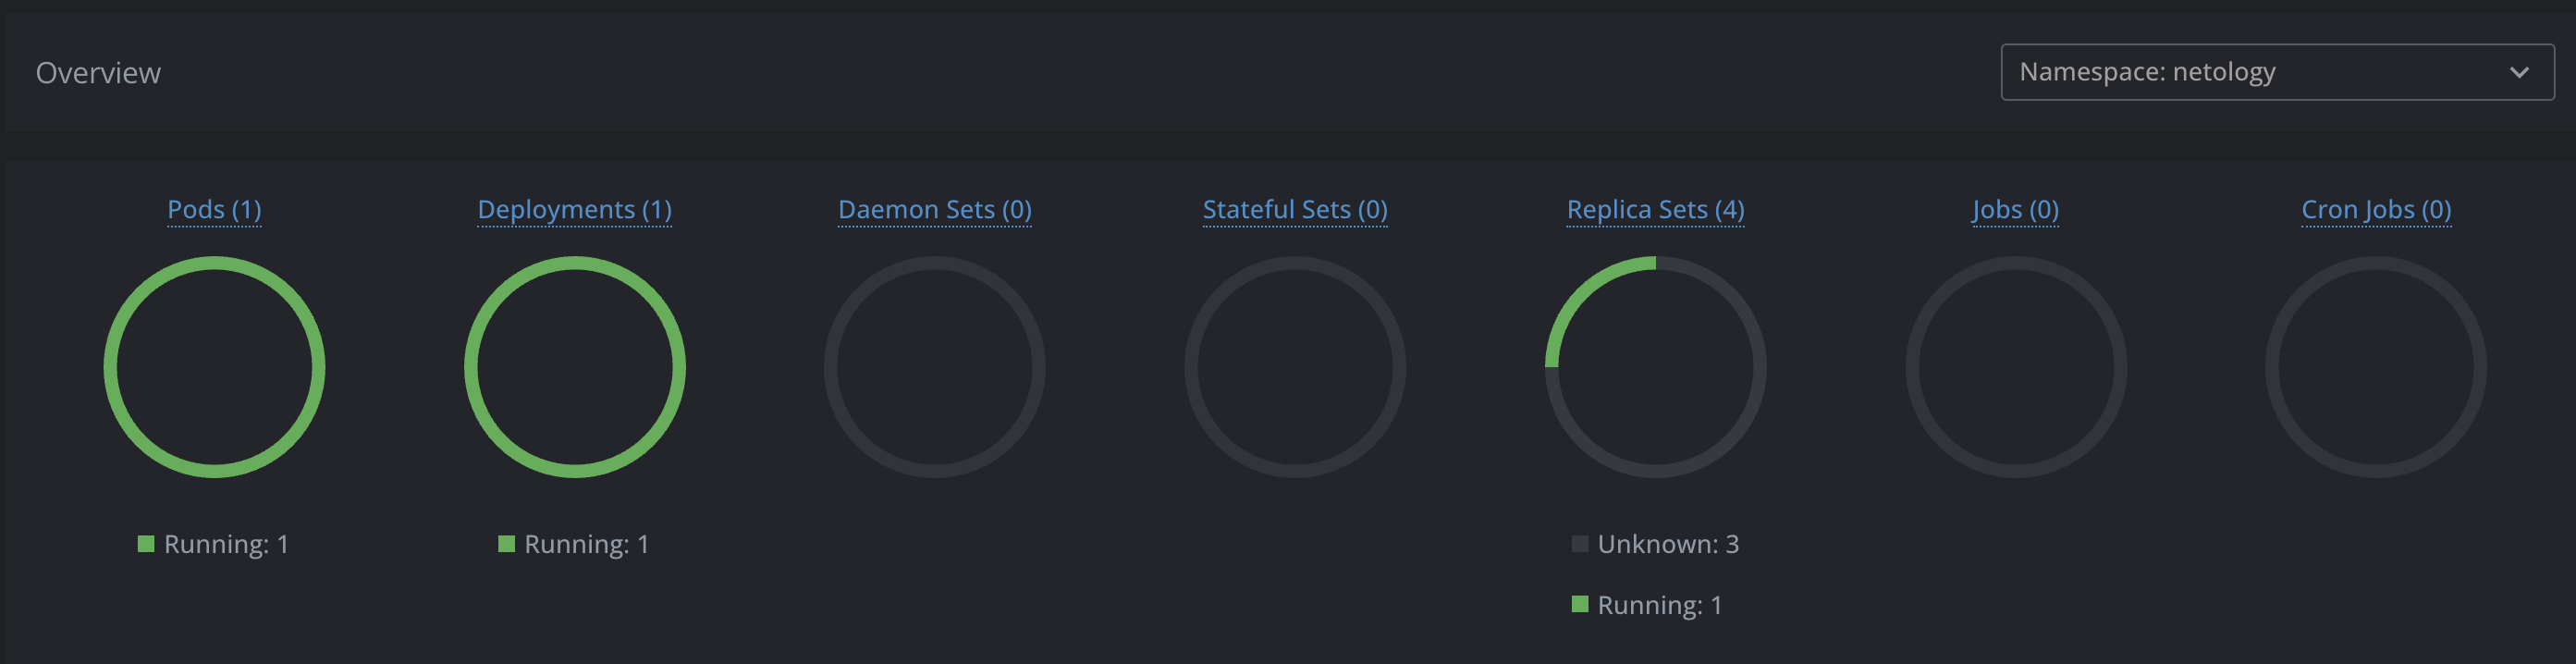 Overview
Namespace: netology
Pods (1)
Deployments (1)
Daemon Sets (0)
Stateful Sets (0)
Replica Sets (4)
Jobs (0)
Cron Jobs (0)
Running: 1
Running: 1
Unknown: 3
Running: 1